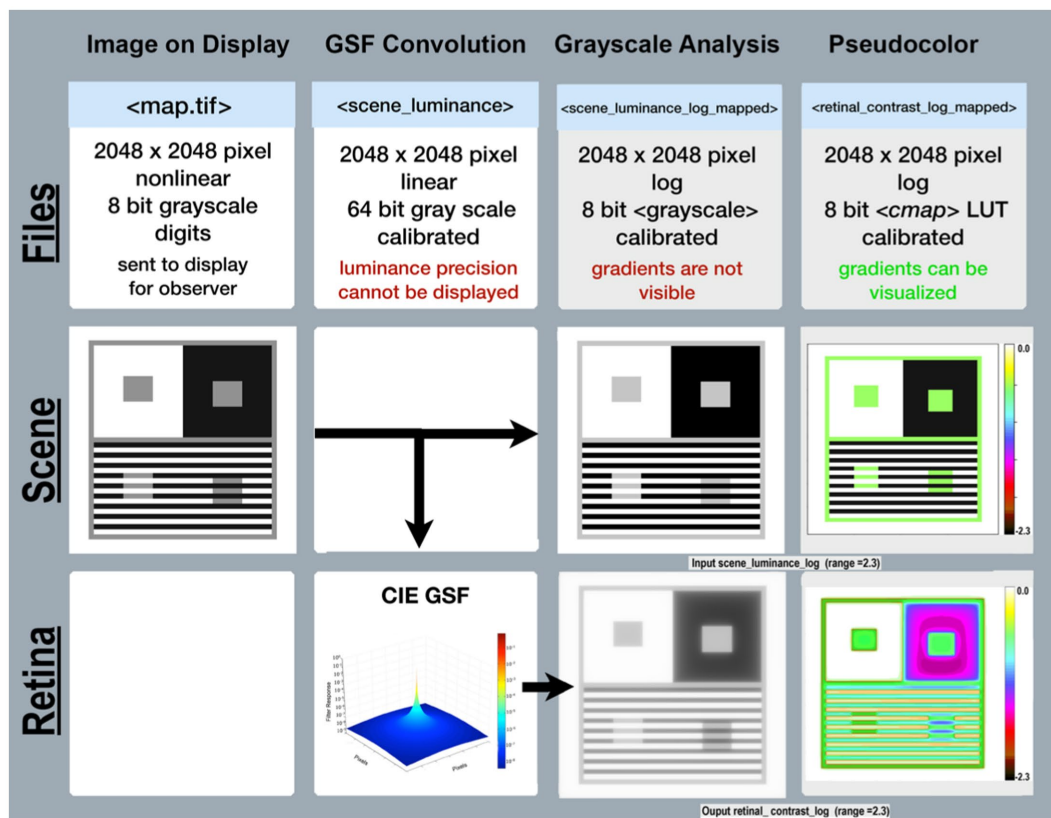 Image on Display
GSF Convolution
Grayscale Analysis
Pseudocolor
Files
<map.tif>
2048 x 2048 pixel
nonlinear
8 bit grayscale
digits
sent to display
for observer
<scene_luminance>
2048 x 2048 pixel
linear
64 bit gray scale
calibrated
luminance precision
cannot be displayed
<scene_luminance_log_mapped>
2048 x 2048 pixel
log
8 bit <grayscale>
calibrated
gradients are not
visible
<retinal_contrast_log_mapped>
2048 x 2048 pixel
log
8 bit <cmap> LUT
calibrated
gradients can be
visualized
Scene
0.0
-2.3
Input scene_luminance_log (range =2.3)
Retina
CIE GSF
Filter Response
Pixels
Pixels
0.0
-2.3
Ouput retinal_ contrast_log (range=2.3)